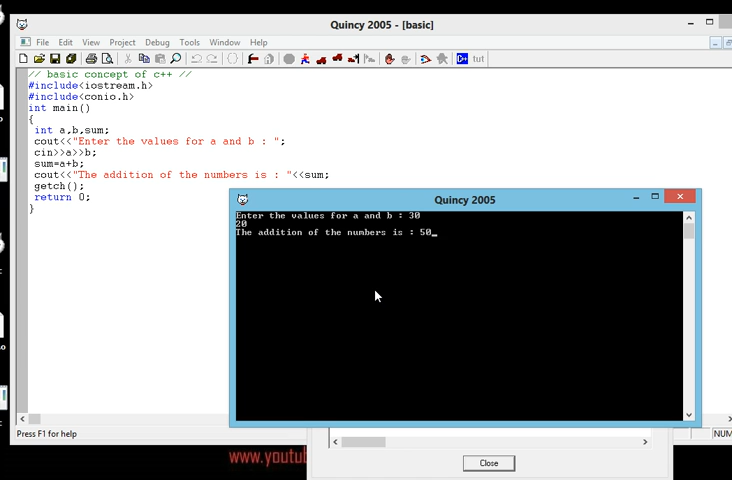 Quincy 2005 - [basic]
File Edit View Project Debug Tools Window Help
tut
// basic concept of c++ //
#include<iostream.h>
#include<conio.h>
int main()
{
int a,b,sum;
cout<<"Enter the values for a and b : ";
cin>>a>>b;
sum=a+b;
cout<<"The addition of the numbers is : "<<sum;
getch();
return 0;
}
Quincy 2005
Enter the values for a and b : 30
20
The addition of the numbers is : 50_
Press F1 for help
NUM
www.youtub
Close